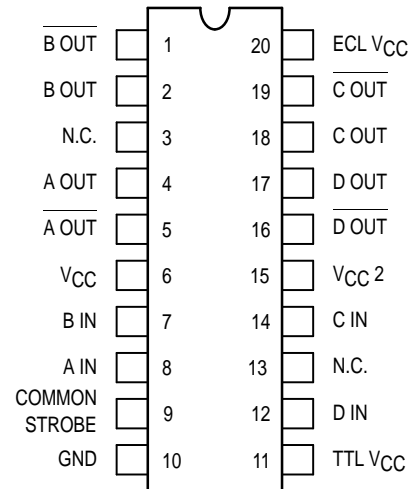 B OUT 1 20 ECL VCC
B OUT 2 19 C OUT
N.C. 3 18 C OUT
A OUT 4 17 D OUT
A OUT 5 16 D OUT
VCC 6 15 VCC 2
B IN 7 14 C IN
A IN 8 13 N.C.
COMMON
STROBE 9 12 D IN
GND 10 11 TTL VCC